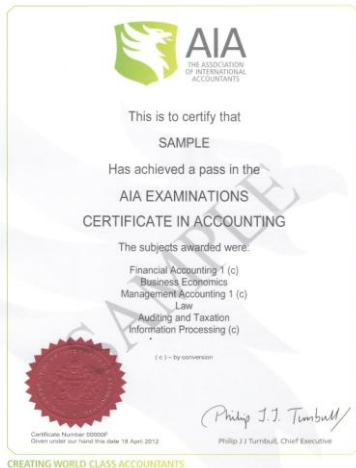 AIA
THE ASSOCIATION
OF INTERNATIONAL
ACCOUNTANTS
This is to certify that
SAMPLE
Has achieved a pass in the
AIA EXAMINATIONS
CERTIFICATE IN ACCOUNTING
The subjects awarded were:
Financial Accounting 1 (c)
Business Economics
Management Accounting 1 (c)
Law
Auditing and Taxation
Information Processing (c)
( c ) – by conversion
SAMPLE
Philip J.J. Turnbull
Certificate Number 00000F
Given under our hand this date 18 April 2012
Philip J J Turnbull, Chief Executive
CREATING WORLD CLASS ACCOUNTANTS